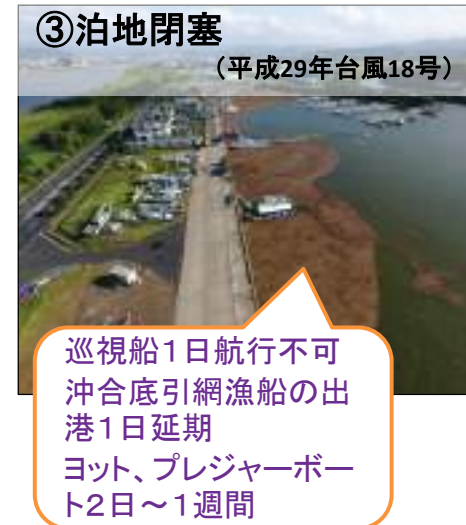 ③泊地閉塞
（平成29年台風18号）
巡視船１日航行不可
沖合底引網漁船の出
港１日延期
ヨット、プレジャーボー
ト２日～１週間